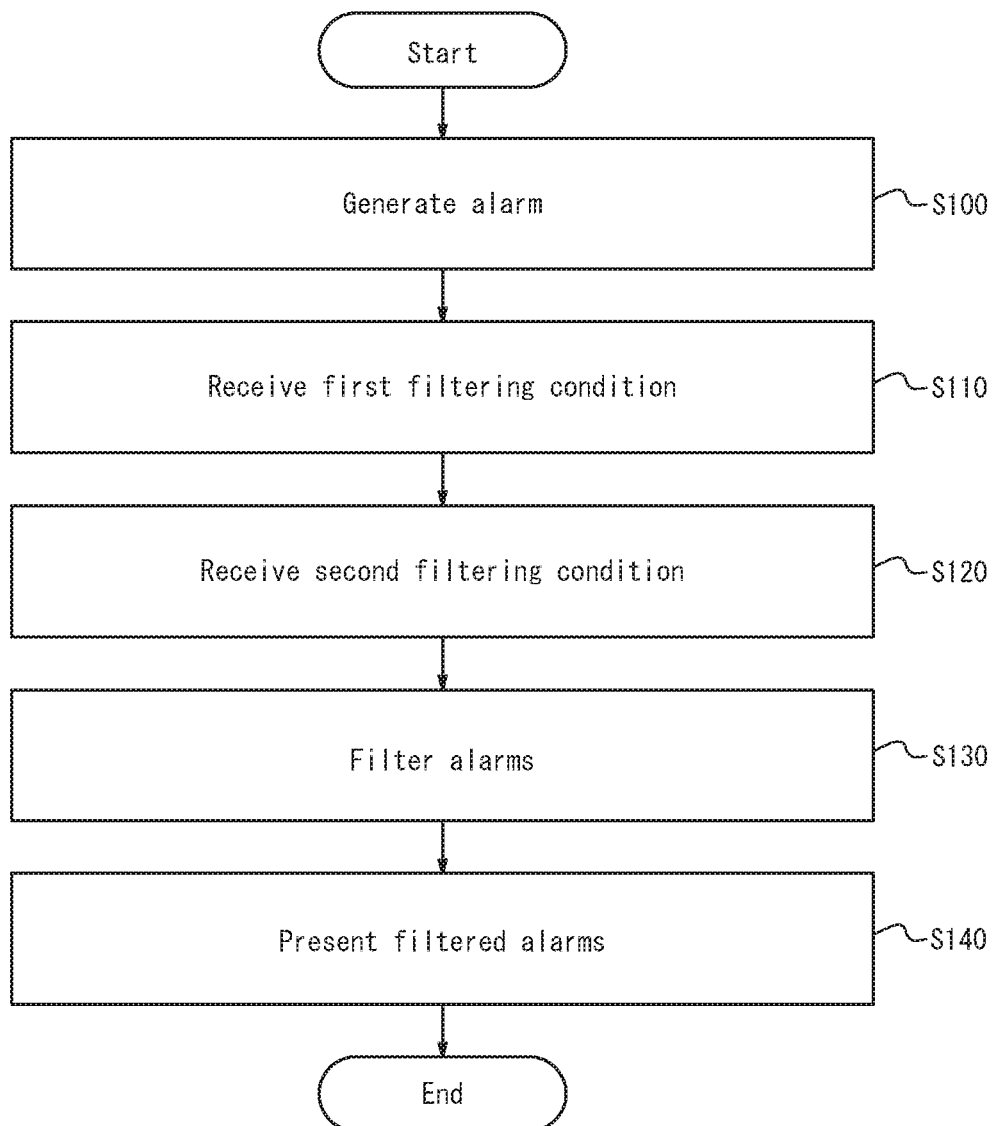 Start
Generate alarm
S100
Receive first filtering condition
S110
Receive second filtering condition
S120
Filter alarms
S130
Present filtered alarms
S140
End